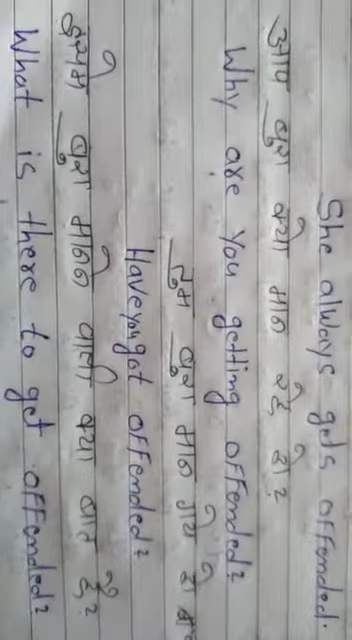 She always gets offended.
आप बुरा क्यों मान रहे हो?
Why are you getting offended?
तुम बुरा मान गये हो क्या
Have you got offended?
इसमें बुरा मानने वाली क्या बात है?
What is there to get offended?